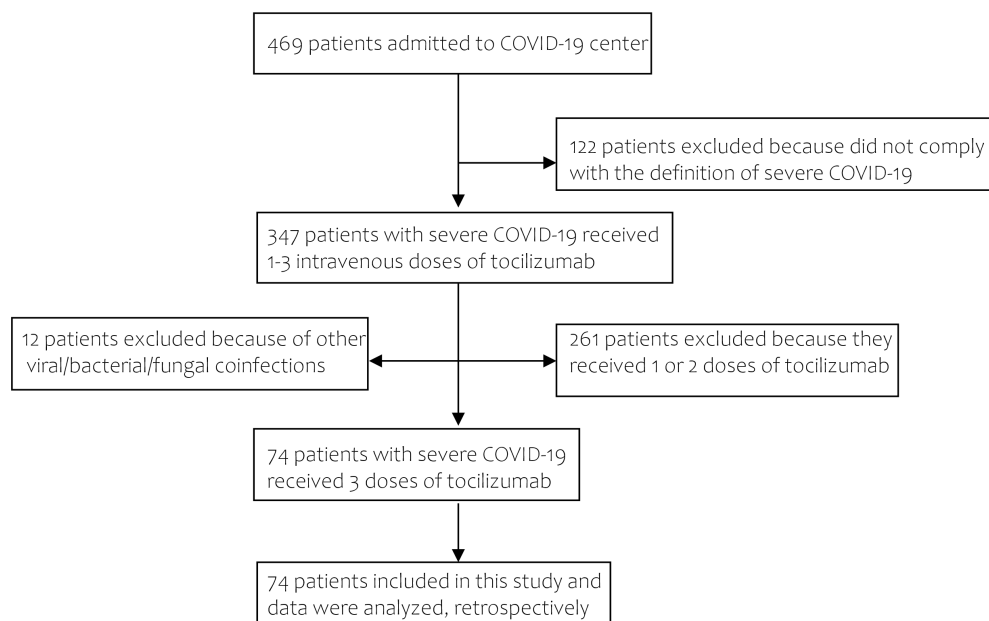 469 patients admitted to COVID-19 center
122 patients excluded because did not comply
with the definition of severe COVID-19
347 patients with severe COVID-19 received
1-3 intravenous doses of tocilizumab
12 patients excluded because of other
viral/bacterial/fungal coinfections
261 patients excluded because they
received 1 or 2 doses of tocilizumab
74 patients with severe COVID-19
received 3 doses of tocilizumab
74 patients included in this study and
data were analyzed, retrospectively